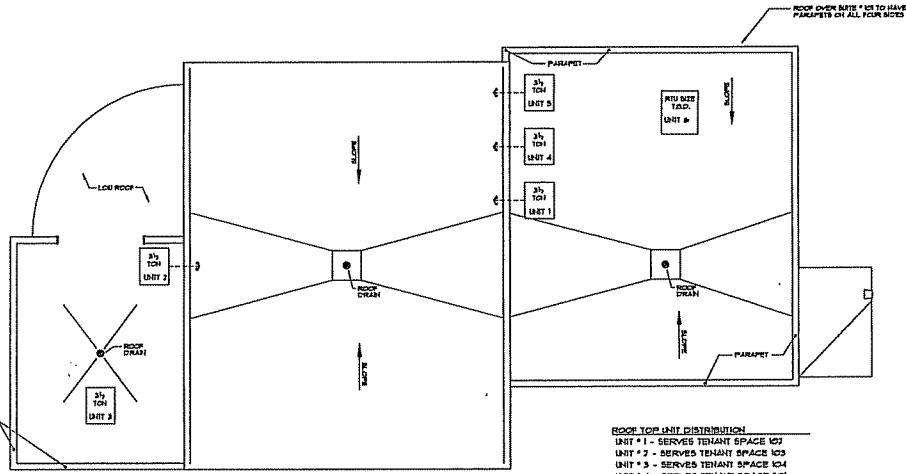 ROOF OVER SUITE # 101 TO HAVE
PARAPETS ON ALL FOUR SIDES
PARAPET
3½
TON
UNIT 5
RTU SIZE
T.B.D.
UNIT 6
SLOPE
3½
TON
UNIT 4
SLOPE
3½
TON
UNIT 1
LOW ROOF
3½
TON
UNIT 2
ROOF
DRAIN
ROOF
DRAIN
ROOF
DRAIN
SLOPE
SLOPE
PARAPET
3½
TON
UNIT 3
ROOF TOP UNIT DISTRIBUTION
UNIT # 1 - SERVES TENANT SPACE 102
UNIT # 2 - SERVES TENANT SPACE 103
UNIT # 3 - SERVES TENANT SPACE 104